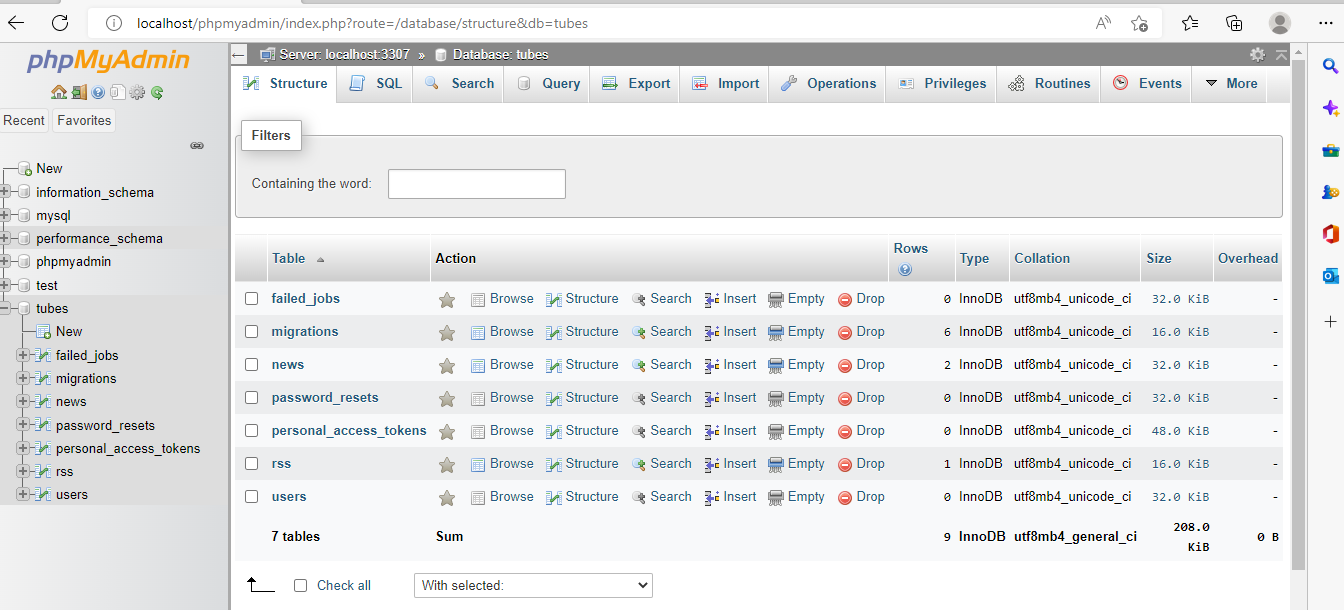 localhost/phpmyadmin/index.php?route=/database/structure&db=tubes
phpMyAdmin
Recent Favorites
New
information_schema
mysql
performance_schema
phpmyadmin
test
tubes
New
failed_jobs
migrations
news
password_resets
personal_access_tokens
rss
users
Server: localhost:3307 » Database: tubes
Structure SQL Search Query Export Import Operations Privileges Routines Events More
Filters
Containing the word:
Table Action Rows Type Collation Size Overhead
failed_jobs Browse Structure Search Insert Empty Drop 0 InnoDB utf8mb4_unicode_ci 32.0 KiB -
migrations Browse Structure Search Insert Empty Drop 6 InnoDB utf8mb4_unicode_ci 16.0 KiB -
news Browse Structure Search Insert Empty Drop 2 InnoDB utf8mb4_unicode_ci 32.0 KiB -
password_resets Browse Structure Search Insert Empty Drop 0 InnoDB utf8mb4_unicode_ci 32.0 KiB -
personal_access_tokens Browse Structure Search Insert Empty Drop 0 InnoDB utf8mb4_unicode_ci 48.0 KiB -
rss Browse Structure Search Insert Empty Drop 1 InnoDB utf8mb4_unicode_ci 16.0 KiB -
users Browse Structure Search Insert Empty Drop 0 InnoDB utf8mb4_unicode_ci 32.0 KiB -
7 tables Sum 9 InnoDB utf8mb4_general_ci 208.0 KiB 0 B
Check all With selected: